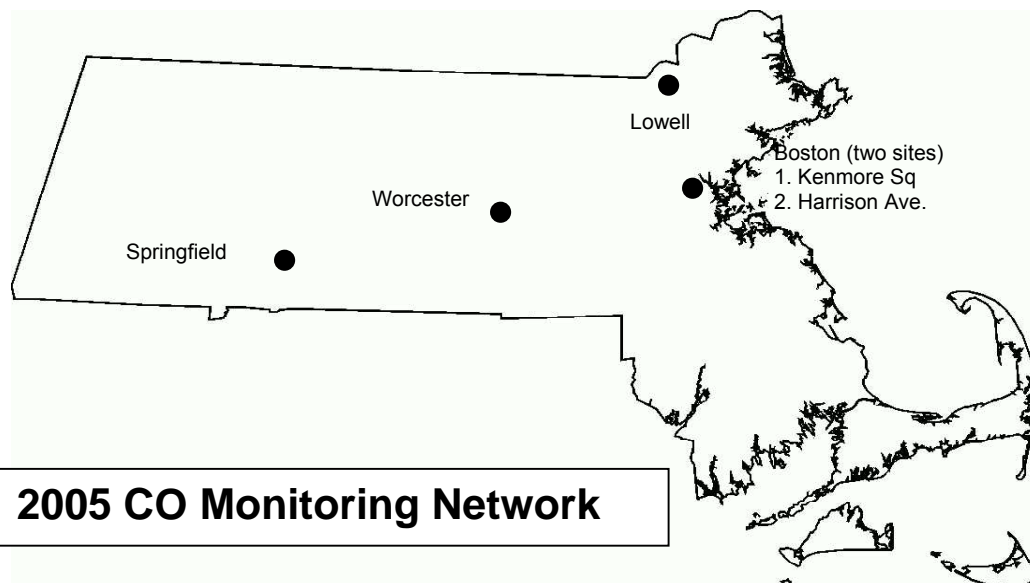 Lowell
Boston (two sites)
1. Kenmore Sq
2. Harrison Ave.
Worcester
Springfield
2005 CO Monitoring Network